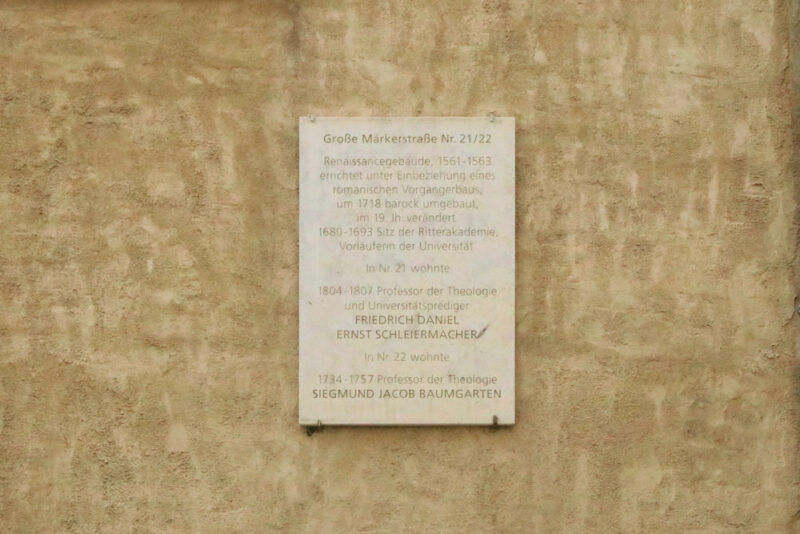 Große Märkerstraße Nr. 21/22
Renaissancegebäude, 1561-1563
errichtet unter Einbeziehung eines
romanischen Vorgängerbaus,
um 1718 barock umgebaut,
im 19. Jh. verändert.
1680-1693 Sitz der Ritterakademie,
Vorläuferin der Universität
In Nr. 21 wohnte
1804-1807 Professor der Theologie
und Universitätsprediger
FRIEDRICH DANIEL
ERNST SCHLEIERMACHER
In Nr. 22 wohnte
1734-1757 Professor der Theologie
SIEGMUND JACOB BAUMGARTEN